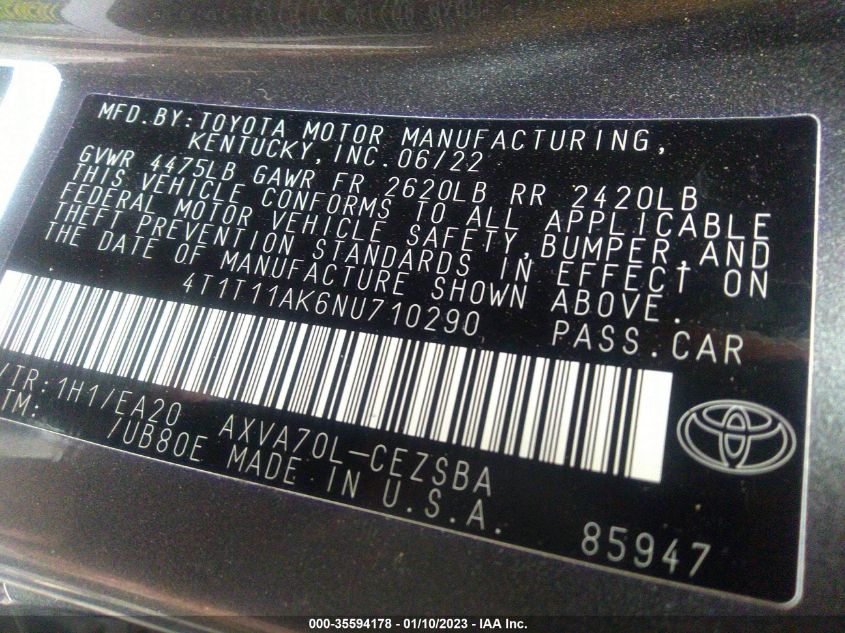 MFD.BY:TOYOTA MOTOR MANUFACTURING,
KENTUCKY,INC.06/22
GVWR 4475LB GAWR FR 2620LB RR 2420LB
THIS VEHICLE CONFORMS TO ALL APPLICABLE
FEDERAL MOTOR VEHICLE SAFETY,BUMPER,AND
THEFT PREVENTION STANDARDS IN EFFECT ON
THE DATE OF MANUFACTURE SHOWN ABOVE.
4T1T11AK6NU710290 PASS.CAR
/TR:1H1/EA20 AXVA70L-CEZSBA
TM: /UB80E MADE IN U.S.A.
85947
000-35594178 - 01/10/2023 - IAA Inc.